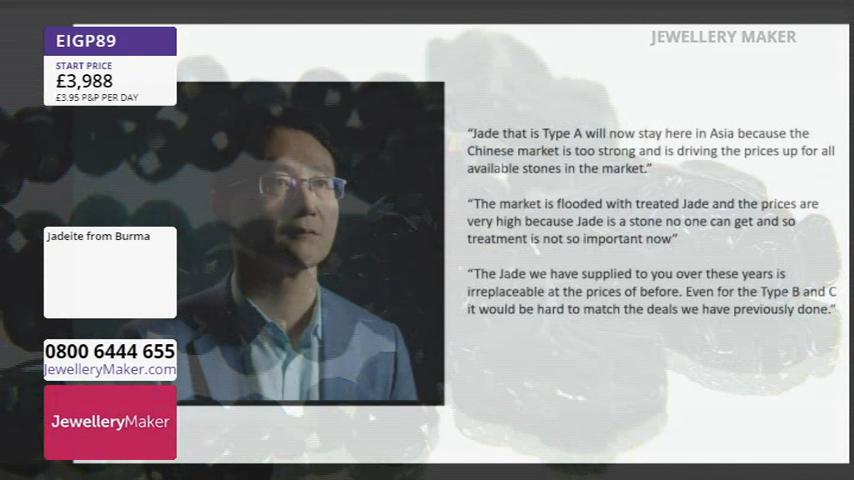 EIGP89
START PRICE
£3,988
£3.95 P&P PER DAY
Jadeite from Burma
0800 6444 655
JewelleryMaker.com
JewelleryMaker
JEWELLERY MAKER
“Jade that is Type A will now stay here in Asia because the
Chinese market is too strong and is driving the prices up for all
available stones in the market.”
“The market is flooded with treated Jade and the prices are
very high because Jade is a stone no one can get and so
treatment is not so important now”
“The Jade we have supplied to you over these years is
irreplaceable at the prices of before. Even for the Type B and C
it would be hard to match the deals we have previously done.”